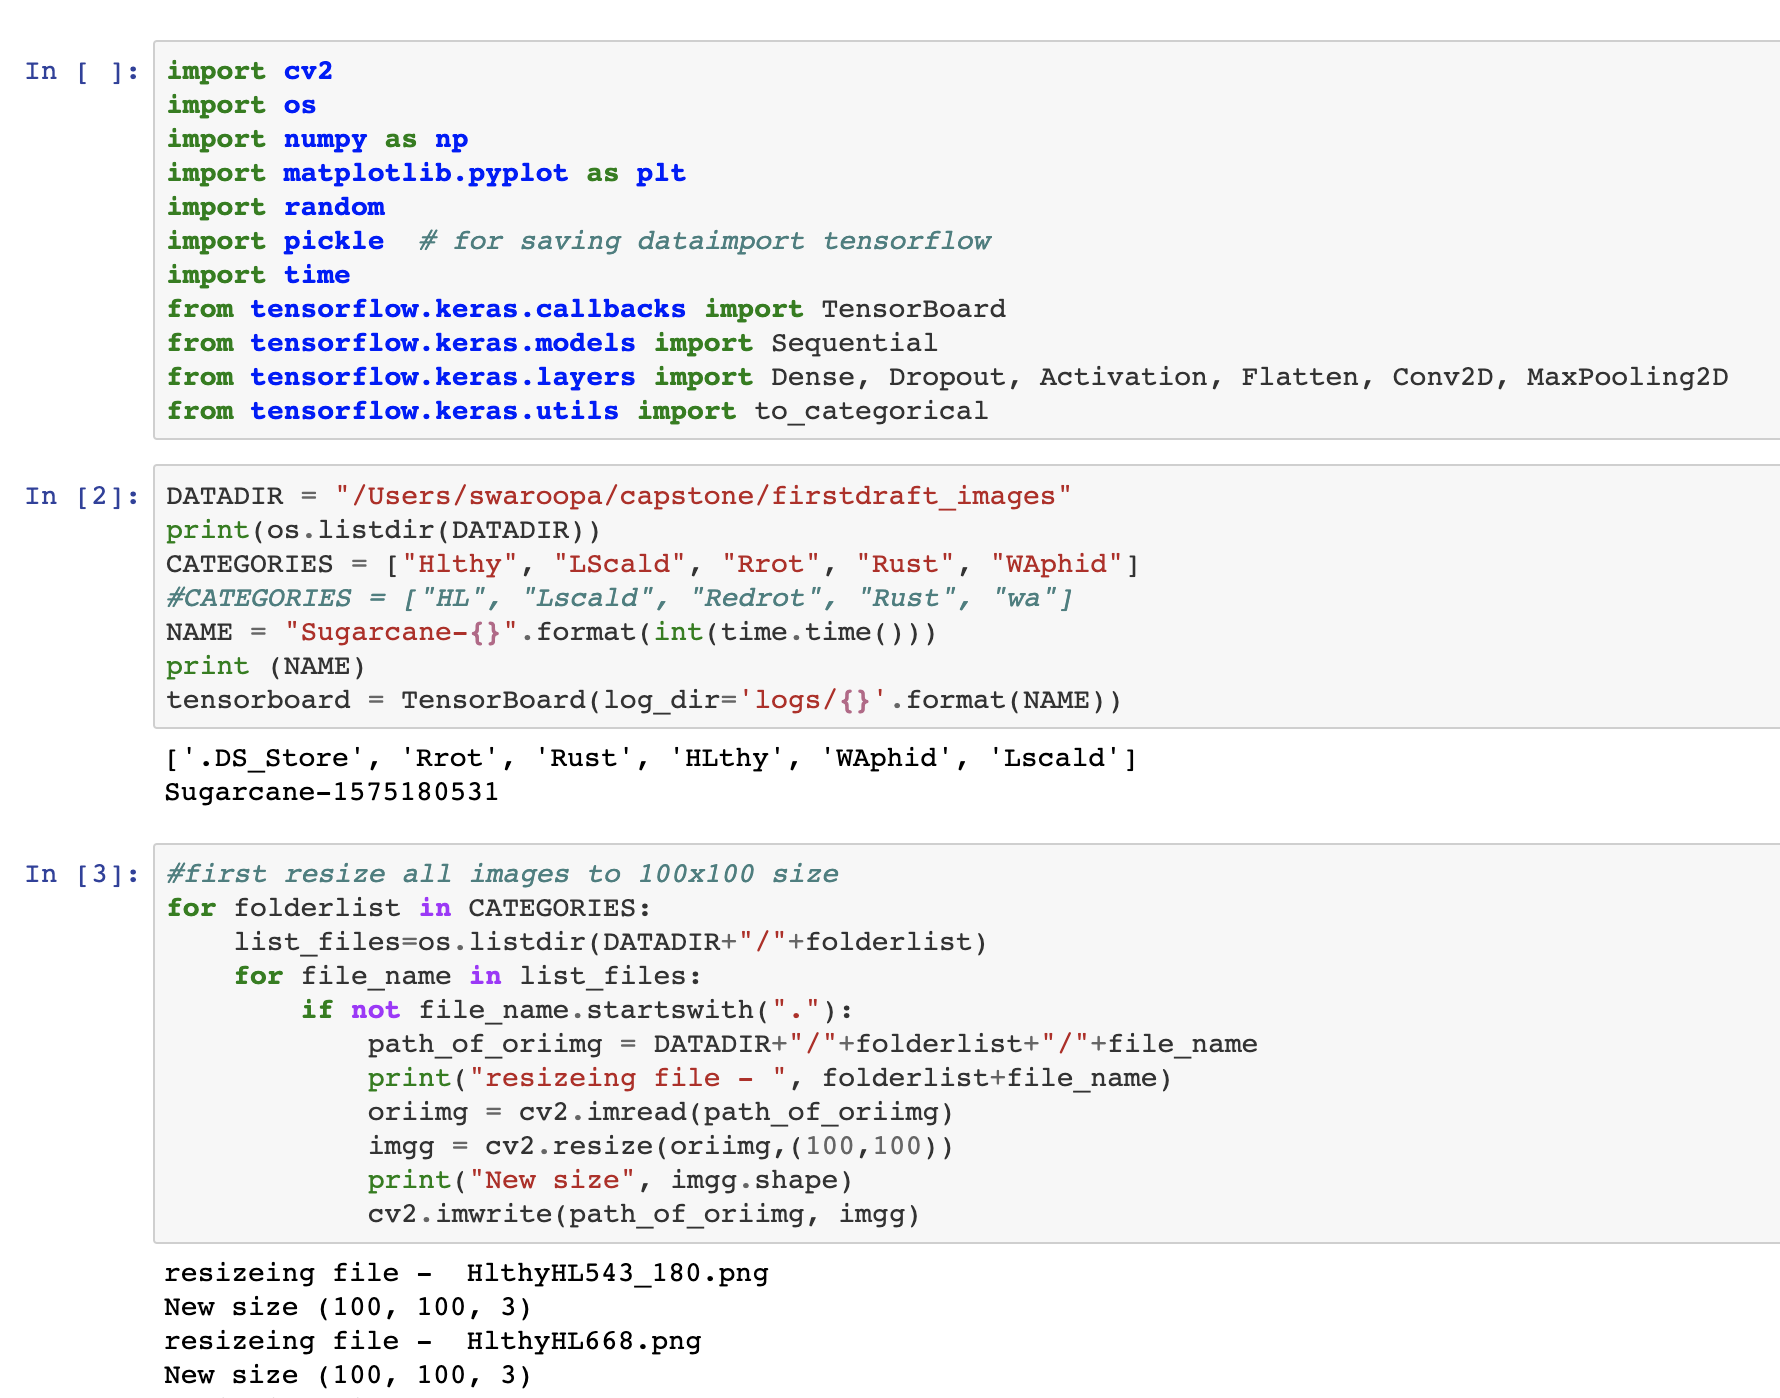 In [ ]:
import cv2
import os
import numpy as np
import matplotlib.pyplot as plt
import random
import pickle  # for saving dataimport tensorflow
import time
from tensorflow.keras.callbacks import TensorBoard
from tensorflow.keras.models import Sequential
from tensorflow.keras.layers import Dense, Dropout, Activation, Flatten, Conv2D, MaxPooling2D
from tensorflow.keras.utils import to_categorical
In [2]:
DATADIR = "/Users/swaroopa/capstone/firstdraft_images"
print(os.listdir(DATADIR))
CATEGORIES = ["Hlthy", "LScald", "Rrot", "Rust", "WAphid"]
#CATEGORIES = ["HL", "Lscald", "Redrot", "Rust", "wa"]
NAME = "Sugarcane-{}".format(int(time.time()))
print (NAME)
tensorboard = TensorBoard(log_dir='logs/{}'.format(NAME))
['.DS_Store', 'Rrot', 'Rust', 'HLthy', 'WAphid', 'Lscald']
Sugarcane-1575180531
In [3]:
#first resize all images to 100x100 size
for folderlist in CATEGORIES:
    list_files=os.listdir(DATADIR+"/"+folderlist)
    for file_name in list_files:
        if not file_name.startswith("."):
            path_of_oriimg = DATADIR+"/"+folderlist+"/"+file_name
            print("resizeing file - ", folderlist+file_name)
            oriimg = cv2.imread(path_of_oriimg)
            imgg = cv2.resize(oriimg,(100,100))
            print("New size", imgg.shape)
            cv2.imwrite(path_of_oriimg, imgg)
resizeing file -  HlthyHL543_180.png
New size (100, 100, 3)
resizeing file -  HlthyHL668.png
New size (100, 100, 3)